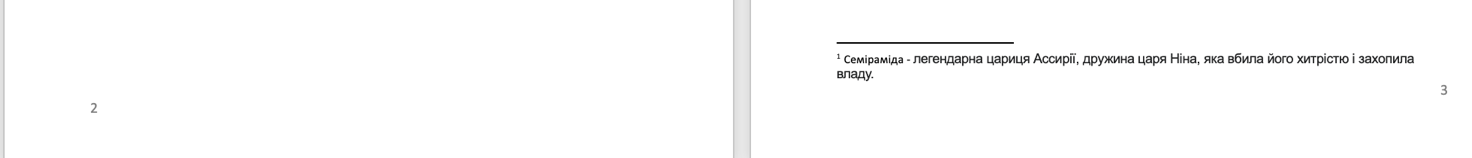 2
¹ Семіраміда - легендарна цариця Ассирії, дружина царя Ніна, яка вбила його хитрістю і захопила
владу.
3